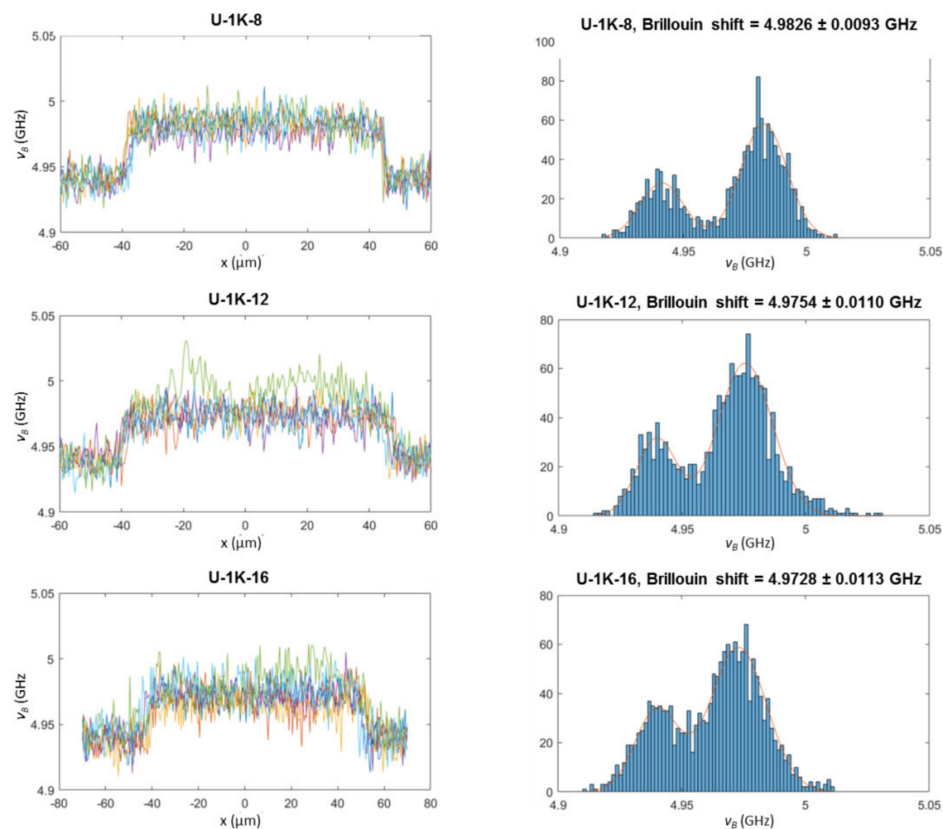 U-1K-8
5.05
5
4.95
4.9
ν_B (GHz)
-60 -40 -20 0 20 40 60
x (μm)
U-1K-8, Brillouin shift = 4.9826 ± 0.0093 GHz
100
80
60
40
20
0
4.9 4.95 5 5.05
ν_B (GHz)
U-1K-12
5.05
5
4.95
4.9
ν_B (GHz)
-60 -40 -20 0 20 40 60
x (μm)
U-1K-12, Brillouin shift = 4.9754 ± 0.0110 GHz
80
60
40
20
0
4.9 4.95 5 5.05
ν_B (GHz)
U-1K-16
5.05
5
4.95
4.9
ν_B (GHz
-80 -60 -40 -20 0 20 40 60 80
x (μm)
U-1K-16, Brillouin shift = 4.9728 ± 0.0113 GHz
80
60
40
20
0
4.9 4.95 5 5.05
ν_B (GHz)